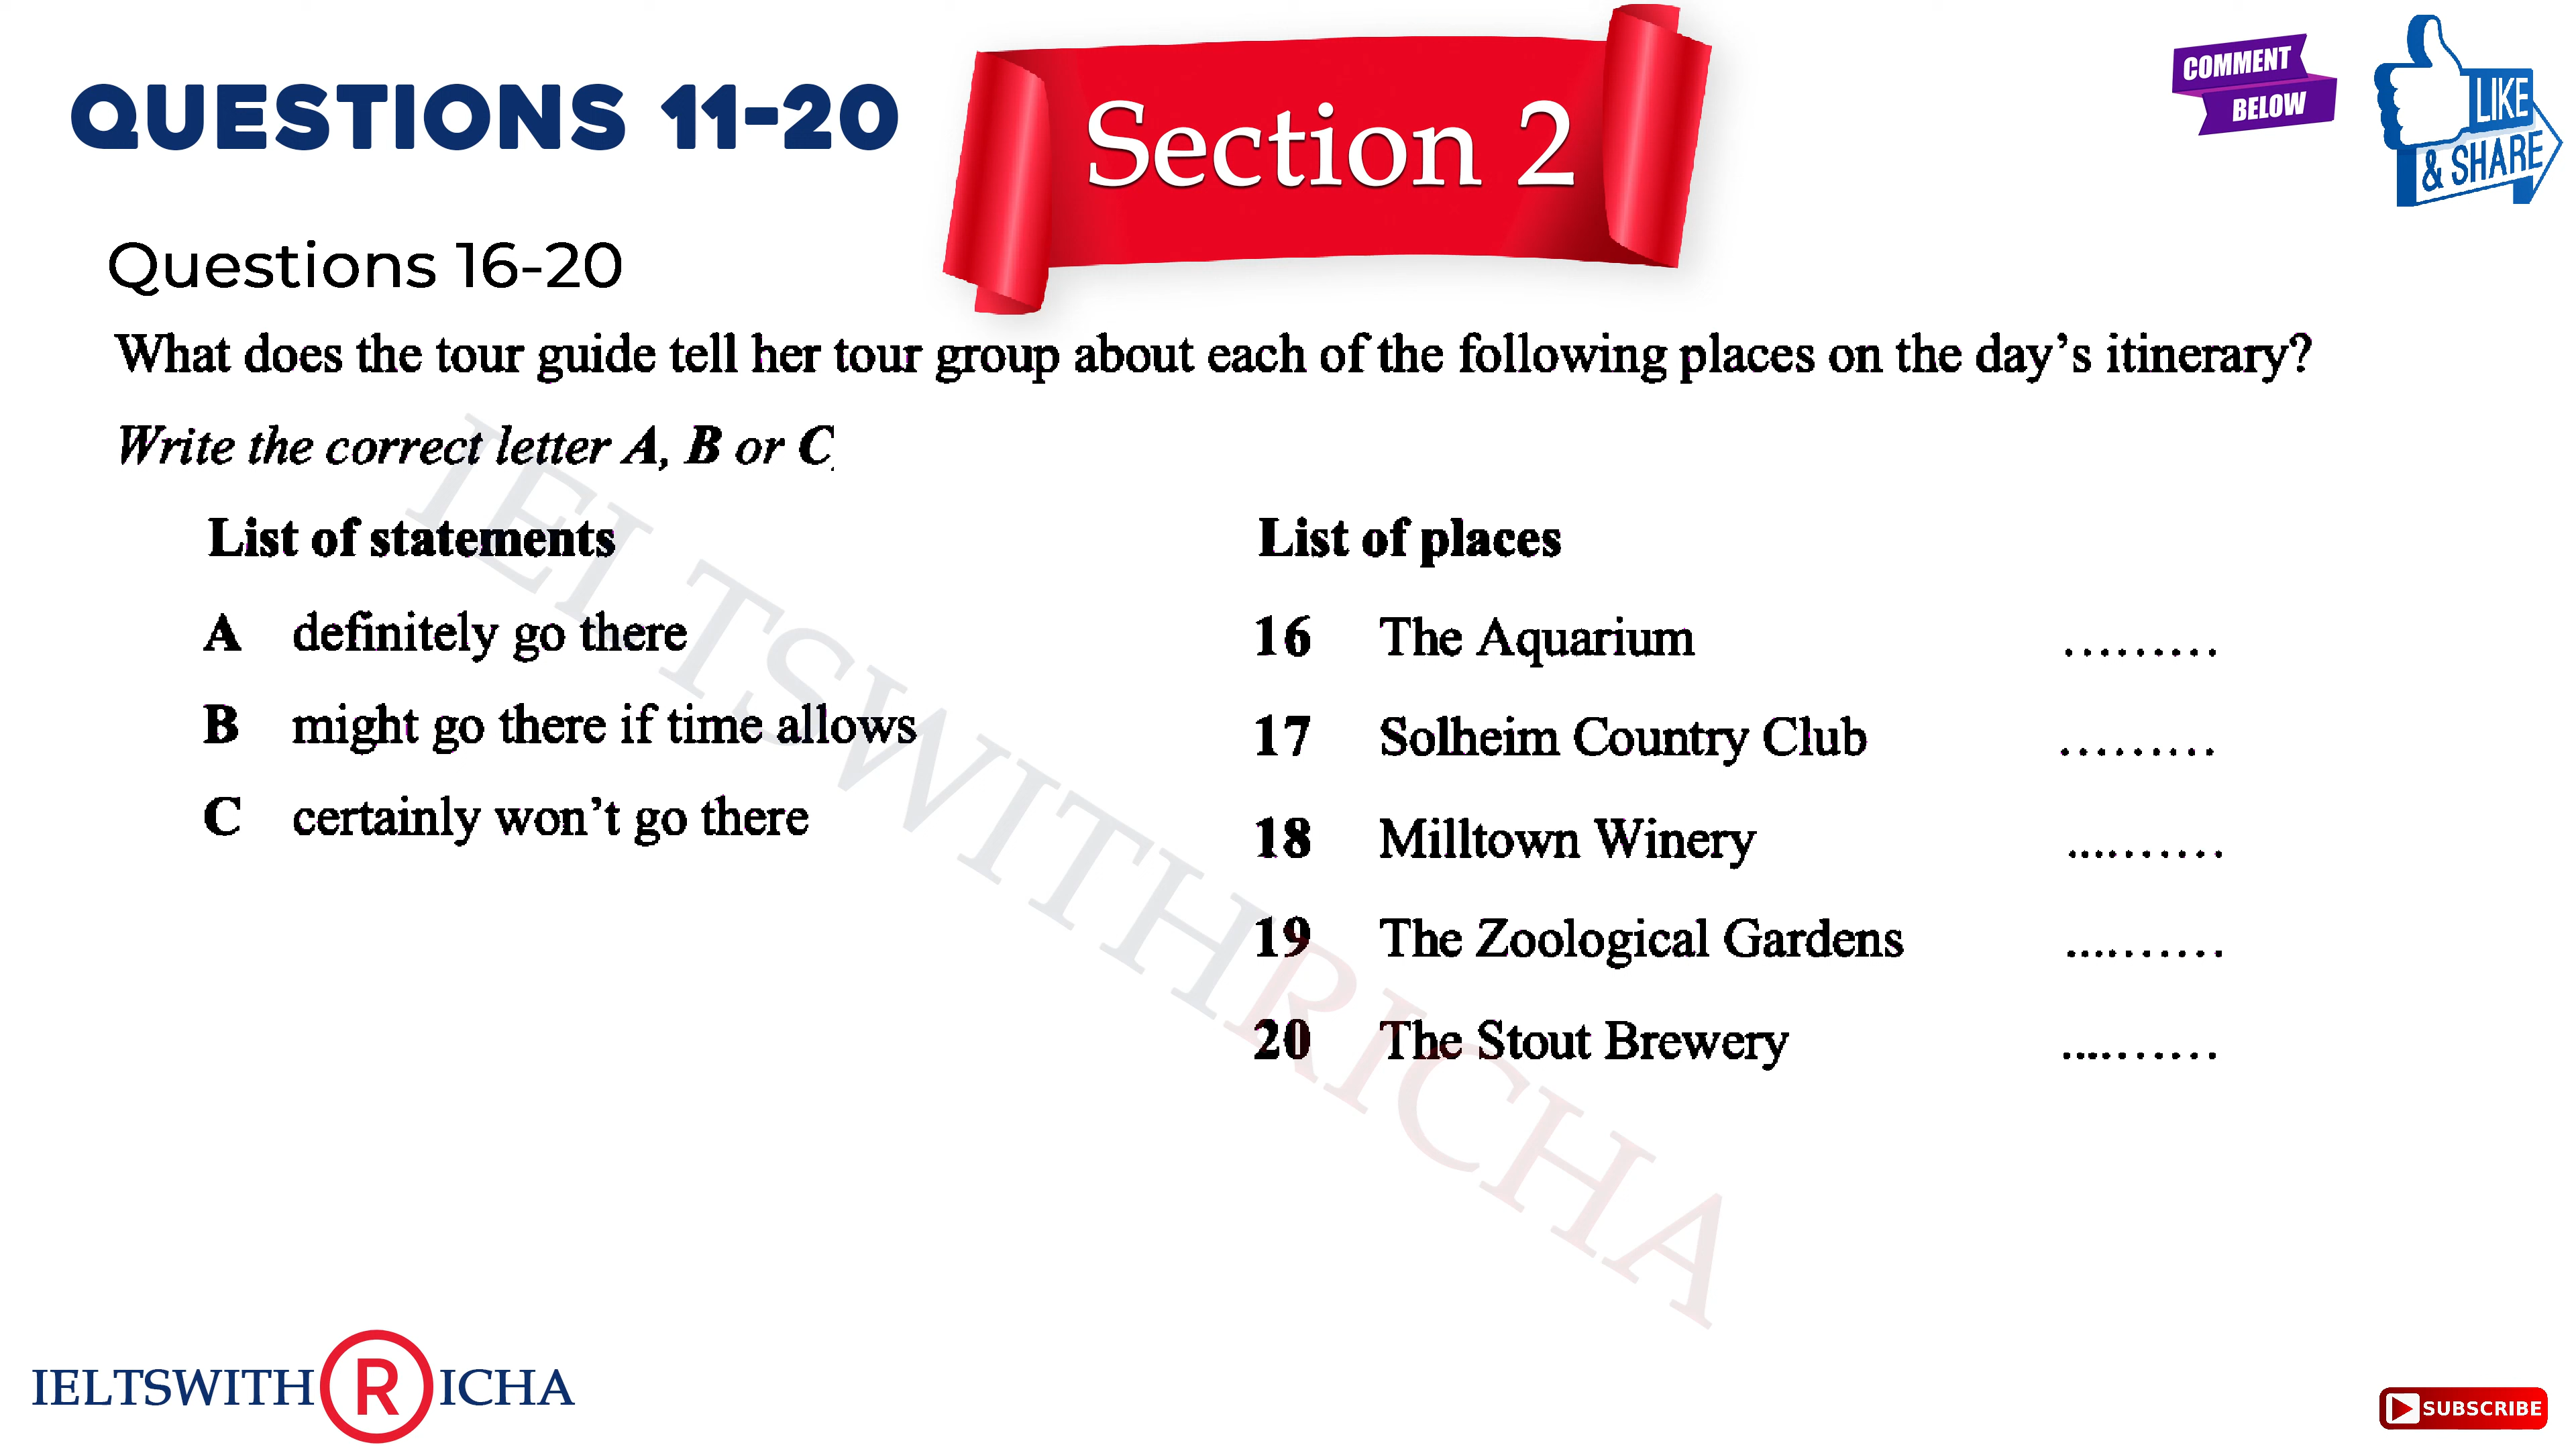 QUESTIONS 11-20
Section 2
COMMENT
BELOW
LIKE
& SHARE
Questions 16-20
What does the tour guide tell her tour group about each of the following places on the day's itinerary?
Write the correct letter A, B or C,
List of statements
A definitely go there
B might go there if time allows
C certainly won't go there
List of places
16 The Aquarium .........
17 Solheim Country Club .........
18 Milltown Winery ..........
19 The Zoological Gardens ..........
20 The Stout Brewery ..........
IELTSWITHRICHA
IELTSWITHRICHA
SUBSCRIBE